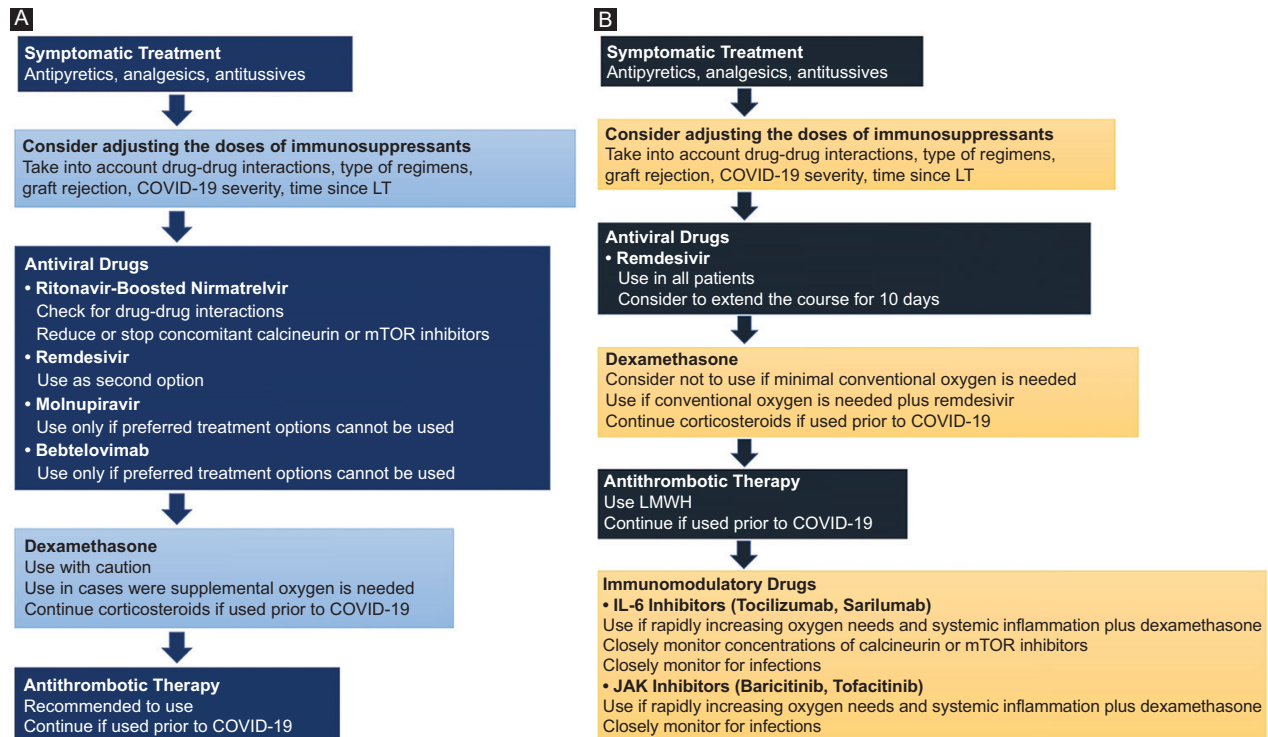 A
Symptomatic Treatment
Antipyretics, analgesics, antitussives
Consider adjusting the doses of immunosuppressants
Take into account drug-drug interactions, type of regimens,
graft rejection, COVID-19 severity, time since LT
Antiviral Drugs
• Ritonavir-Boosted Nirmatrelvir
Check for drug-drug interactions
Reduce or stop concomitant calcineurin or mTOR inhibitors
• Remdesivir
Use as second option
• Molnupiravir
Use only if preferred treatment options cannot be used
• Bebtelovimab
Use only if preferred treatment options cannot be used
Dexamethasone
Use with caution
Use in cases were supplemental oxygen is needed
Continue corticosteroids if used prior to COVID-19
Antithrombotic Therapy
Recommended to use
Continue if used prior to COVID-19
B
Symptomatic Treatment
Antipyretics, analgesics, antitussives
Consider adjusting the doses of immunosuppressants
Take into account drug-drug interactions, type of regimens,
graft rejection, COVID-19 severity, time since LT
Antiviral Drugs
• Remdesivir
Use in all patients
Consider to extend the course for 10 days
Dexamethasone
Consider not to use if minimal conventional oxygen is needed
Use if conventional oxygen is needed plus remdesivir
Continue corticosteroids if used prior to COVID-19
Antithrombotic Therapy
Use LMWH
Continue if used prior to COVID-19
Immunomodulatory Drugs
• IL-6 Inhibitors (Tocilizumab, Sarilumab)
Use if rapidly increasing oxygen needs and systemic inflammation plus dexamethasone
Closely monitor concentrations of calcineurin or mTOR inhibitors
Closely monitor for infections
• JAK Inhibitors (Baricitinib, Tofacitinib)
Use if rapidly increasing oxygen needs and systemic inflammation plus dexamethasone
Closely monitor for infections